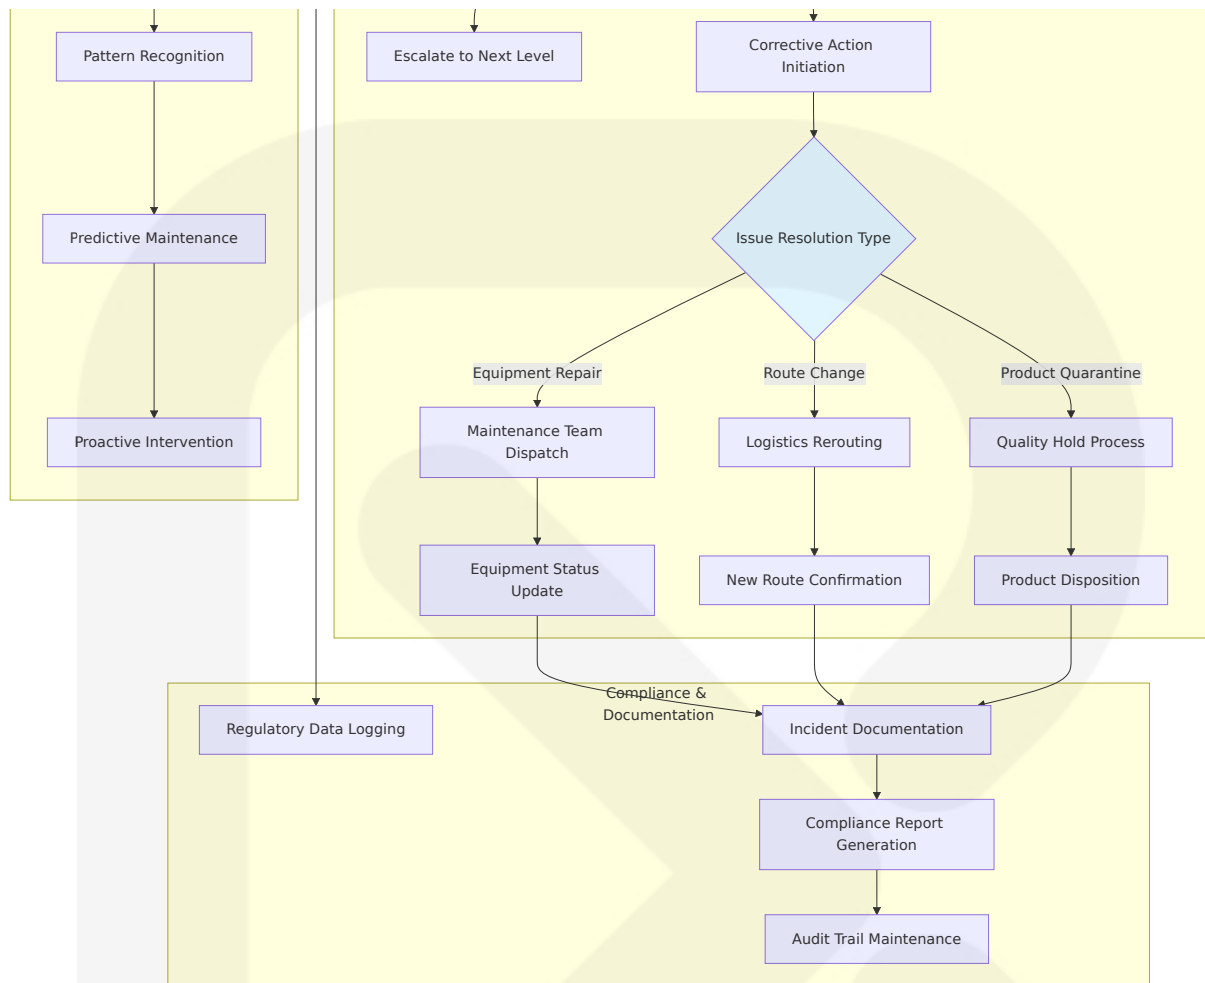 Pattern Recognition
Escalate to Next Level
Corrective Action
Initiation
Predictive Maintenance
Issue Resolution Type
Equipment Repair
Route Change
Product Quarantine
Proactive Intervention
Maintenance Team
Dispatch
Logistics Rerouting
Quality Hold Process
Equipment Status
Update
New Route Confirmation
Product Disposition
Compliance &
Documentation
Regulatory Data Logging
Incident Documentation
Compliance Report
Generation
Audit Trail Maintenance